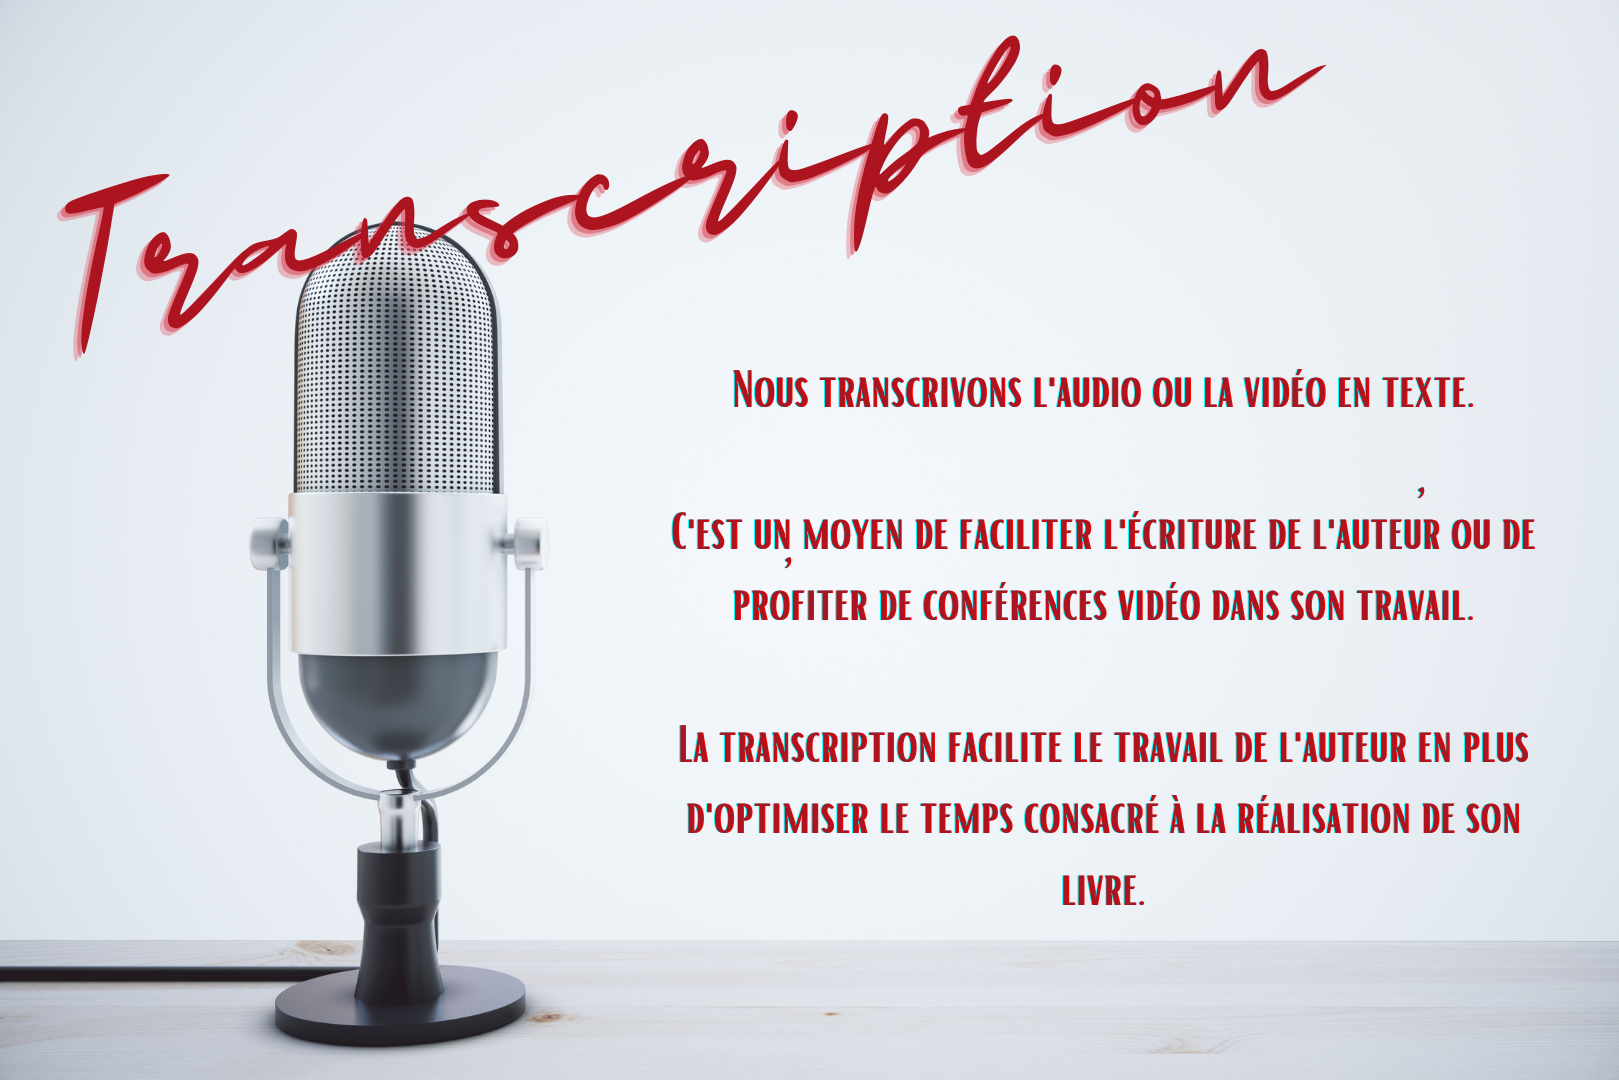 Transcription
Nous transcrivons l'audio ou la vidéo en texte.
,
C'est un moyen de faciliter l'écriture de l'auteur ou de
,
profiter de conférences vidéo dans son travail.
La transcription facilite le travail de l'auteur en plus
d'optimiser le temps consacré à la réalisation de son
livre.